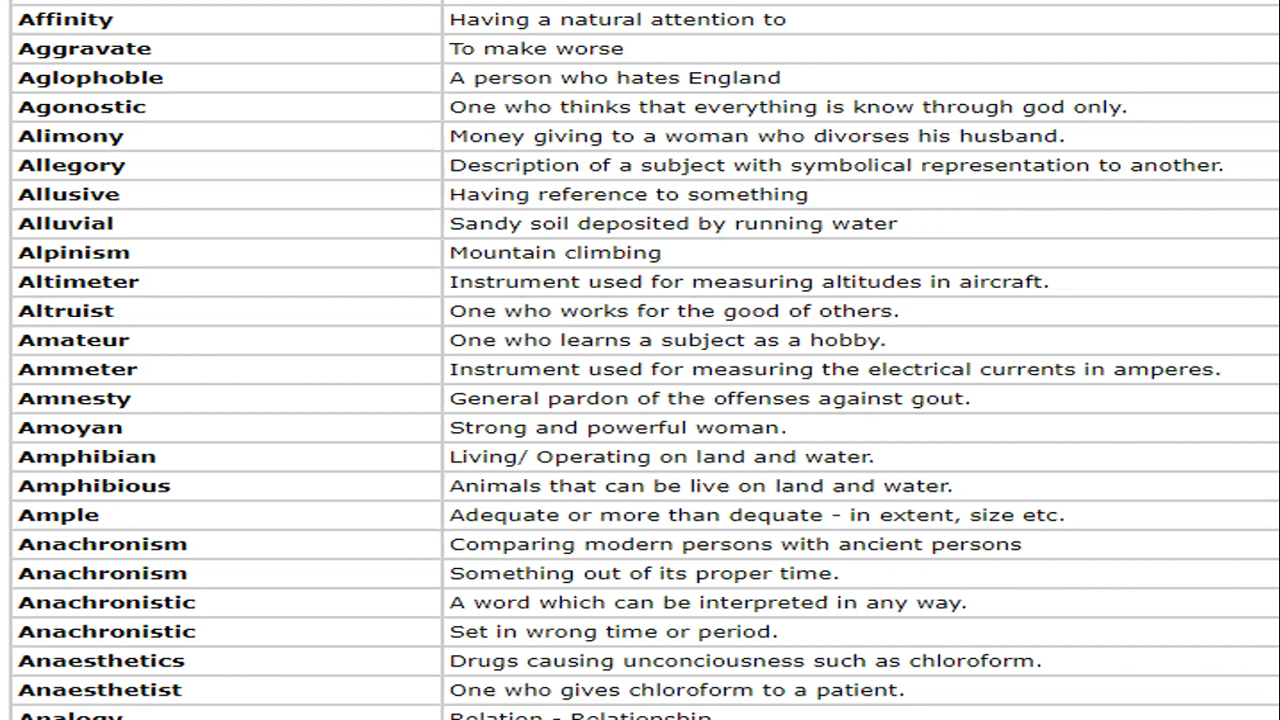 Affinity Having a natural attention to
Aggravate To make worse
Aglophoble A person who hates England
Agonostic One who thinks that everything is know through god only.
Alimony Money giving to a woman who divorses his husband.
Allegory Description of a subject with symbolical representation to another.
Allusive Having reference to something
Alluvial Sandy soil deposited by running water
Alpinism Mountain climbing
Altimeter Instrument used for measuring altitudes in aircraft.
Altruist One who works for the good of others.
Amateur One who learns a subject as a hobby.
Ammeter Instrument used for measuring the electrical currents in amperes.
Amnesty General pardon of the offenses against gout.
Amoyan Strong and powerful woman.
Amphibian Living/ Operating on land and water.
Amphibious Animals that can be live on land and water.
Ample Adequate or more than dequate - in extent, size etc.
Anachronism Comparing modern persons with ancient persons
Anachronism Something out of its proper time.
Anachronistic A word which can be interpreted in any way.
Anachronistic Set in wrong time or period.
Anaesthetics Drugs causing unconciousness such as chloroform.
Anaesthetist One who gives chloroform to a patient.
Analogy Relation - Relationship